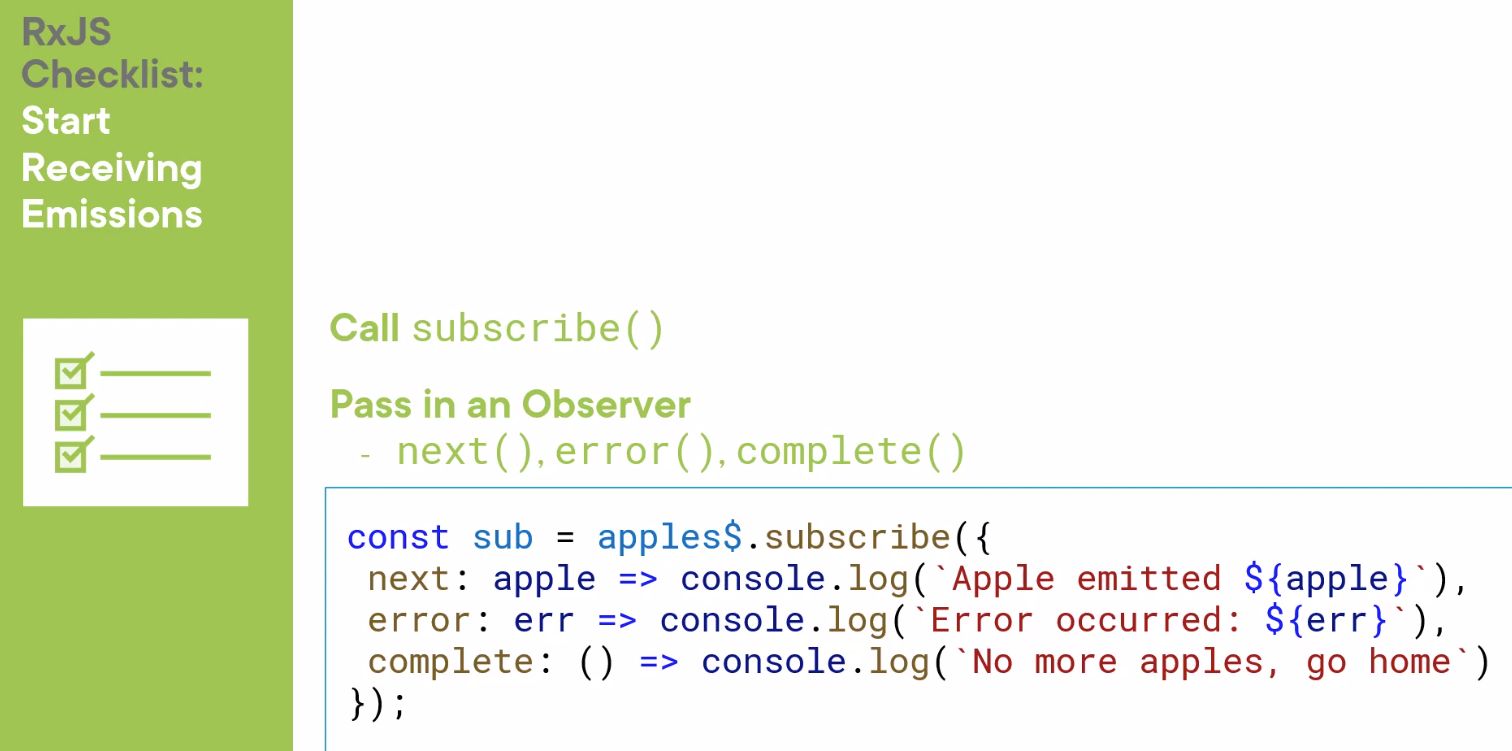 RxJS
Checklist:
Start
Receiving
Emissions
Call subscribe()
Pass in an Observer
- next(), error(), complete()
const sub = apples$.subscribe({
 next: apple => console.log(`Apple emitted ${apple}`),
 error: err => console.log(`Error occurred: ${err}`),
 complete: () => console.log(`No more apples, go home`)
});